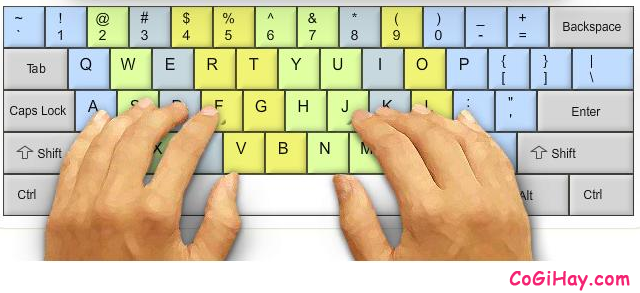 ~ ! @ # $ % ^ & * ( ) _ +
` 1 2 3 4 5 6 7 8 9 0 - = Backspace
Tab Q W E R T Y U I O P { } |
[ ] \
Caps Lock A S D F G H J K L : "
; ' Enter
Shift X V B N M Shift
Ctrl Alt Ctrl
CoGiHay.com